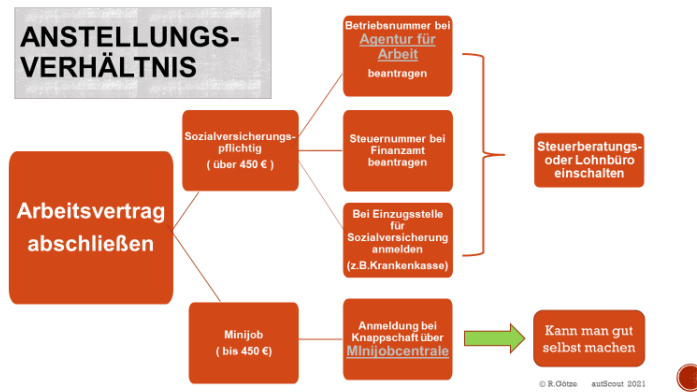 ANSTELLUNGS-
VERHÄLTNIS
Arbeitsvertrag
abschließen
Sozialversicherungs-
pflichtig
( über 450 € )
Betriebsnummer bei
Agentur für
Arbeit
beantragen
Steuernummer bei
Finanzamt
beantragen
Bei Einzugsstelle
für
Sozialversicherung
anmelden
(z.B.Krankenkasse)
Steuerberatungs-
oder Lohnbüro
einschalten
Minijob
( bis 450 €)
Anmeldung bei
Knappschaft über
MInijobcentrale
Kann man gut
selbst machen
© R.Götze autScout 2021